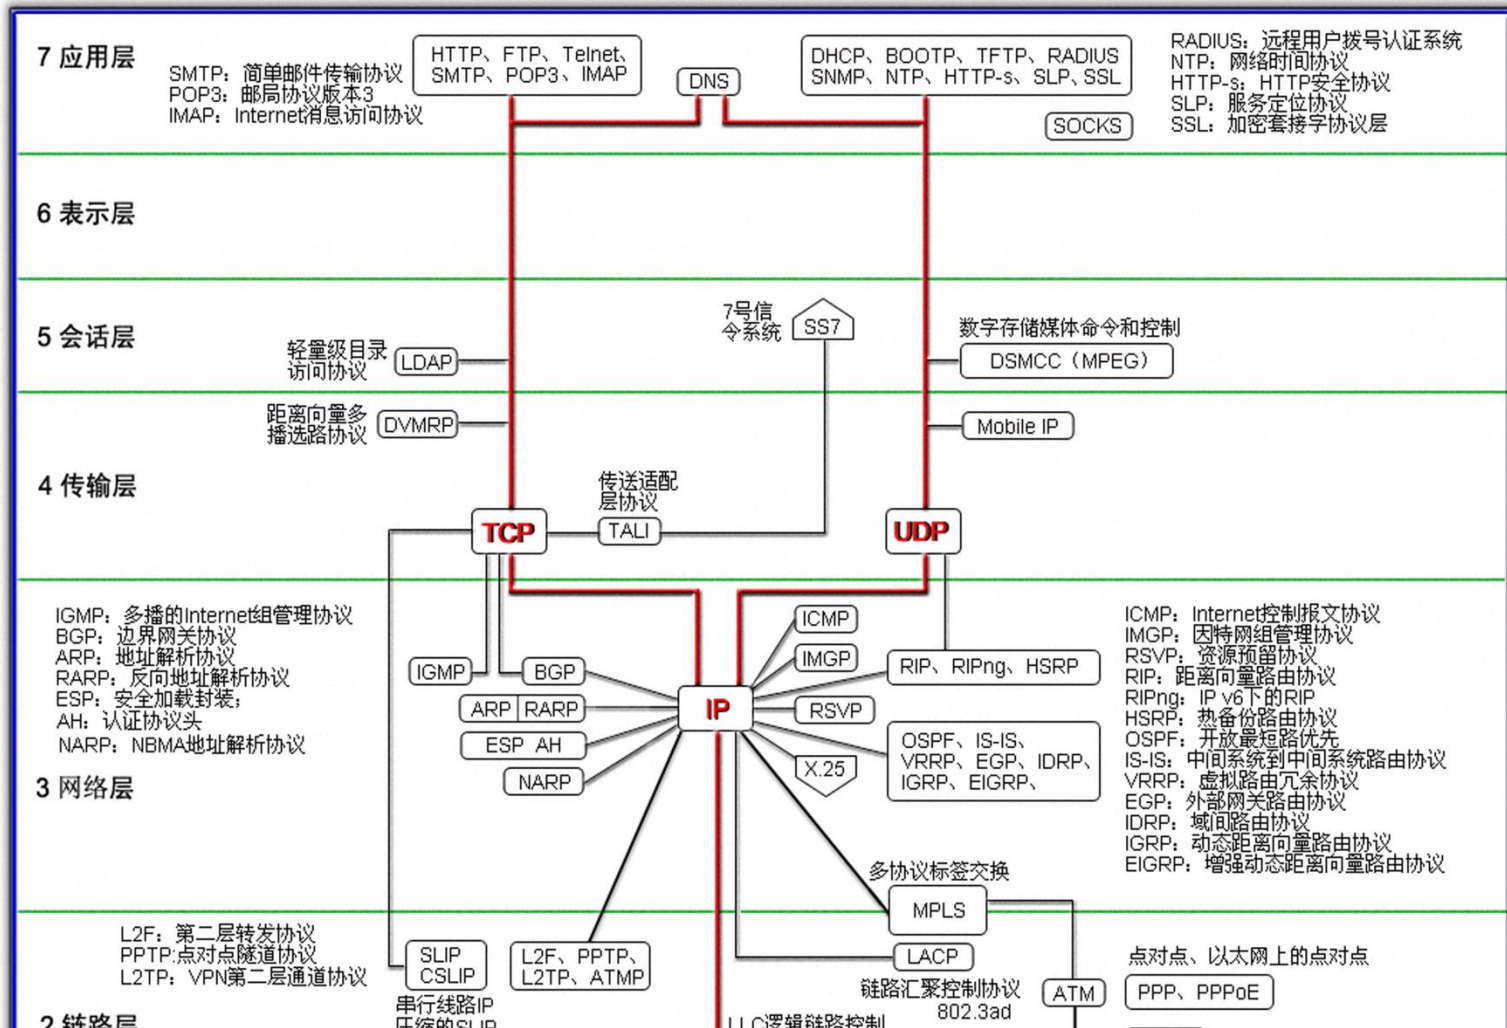 7 应用层
SMTP：简单邮件传输协议
POP3：邮局协议版本3
IMAP：Internet消息访问协议
HTTP、FTP、Telnet、
SMTP、POP3、IMAP
DNS
DHCP、BOOTP、TFTP、RADIUS
SNMP、NTP、HTTP-s、SLP、SSL
SOCKS
RADIUS：远程用户拨号认证系统
NTP：网络时间协议
HTTP-s：HTTP安全协议
SLP：服务定位协议
SSL：加密套接字协议层
6 表示层
5 会话层
轻量级目录
访问协议
LDAP
7号信
令系统
SS7
数字存储媒体命令和控制
DSMCC（MPEG）
距离向量多
播选路协议
DVMRP
Mobile IP
4 传输层
传送适配
层协议
TCP
TALI
UDP
IGMP：多播的Internet组管理协议
BGP：边界网关协议
ARP：地址解析协议
RARP：反向地址解析协议
ESP：安全加载封装；
AH：认证协议头
NARP：NBMA地址解析协议
3 网络层
IGMP
BGP
ARP
RARP
ESP AH
NARP
IP
ICMP
IMGP
RIP、RIPng、HSRP
RSVP
X.25
OSPF、IS-IS、
VRRP、EGP、IDRP、
IGRP、EIGRP、
ICMP：Internet控制报文协议
IMGP：因特网组管理协议
RSVP：资源预留协议
RIP：距离向量路由协议
RIPng：IP v6下的RIP
HSRP：热备份路由协议
OSPF：开放最短路优先
IS-IS：中间系统到中间系统路由协议
VRRP：虚拟路由冗余协议
EGP：外部网关路由协议
IDRP：域间路由协议
IGRP：动态距离向量路由协议
EIGRP：增强动态距离向量路由协议
多协议标签交换
MPLS
L2F：第二层转发协议
PPTP:点对点隧道协议
L2TP：VPN第二层通道协议
SLIP
CSLIP
串行线路IP
压缩的SLIP
L2F、PPTP、
L2TP、ATMP
LACP
链路汇聚控制协议
802.3ad
ATM
点对点、以太网上的点对点
PPP、PPPoE
2 链路层
LLC逻辑链路控制